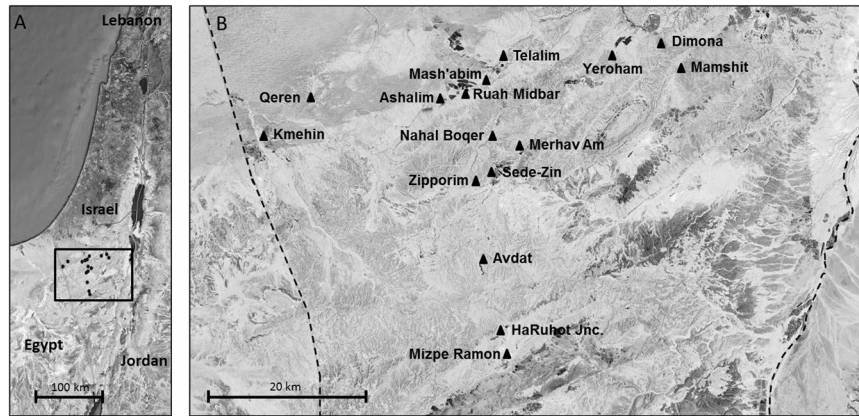 A
Lebanon
Israel
Egypt
Jordan
100 km
B
Telalim
Dimona
Yeroham
Mamshit
Mash'abim
Qeren
Ashalim
Ruah Midbar
Kmehin
Nahal Boqer
Merhav Am
Sede-Zin
Zipporim
Avdat
HaRuhot Jnc.
Mizpe Ramon
20 km